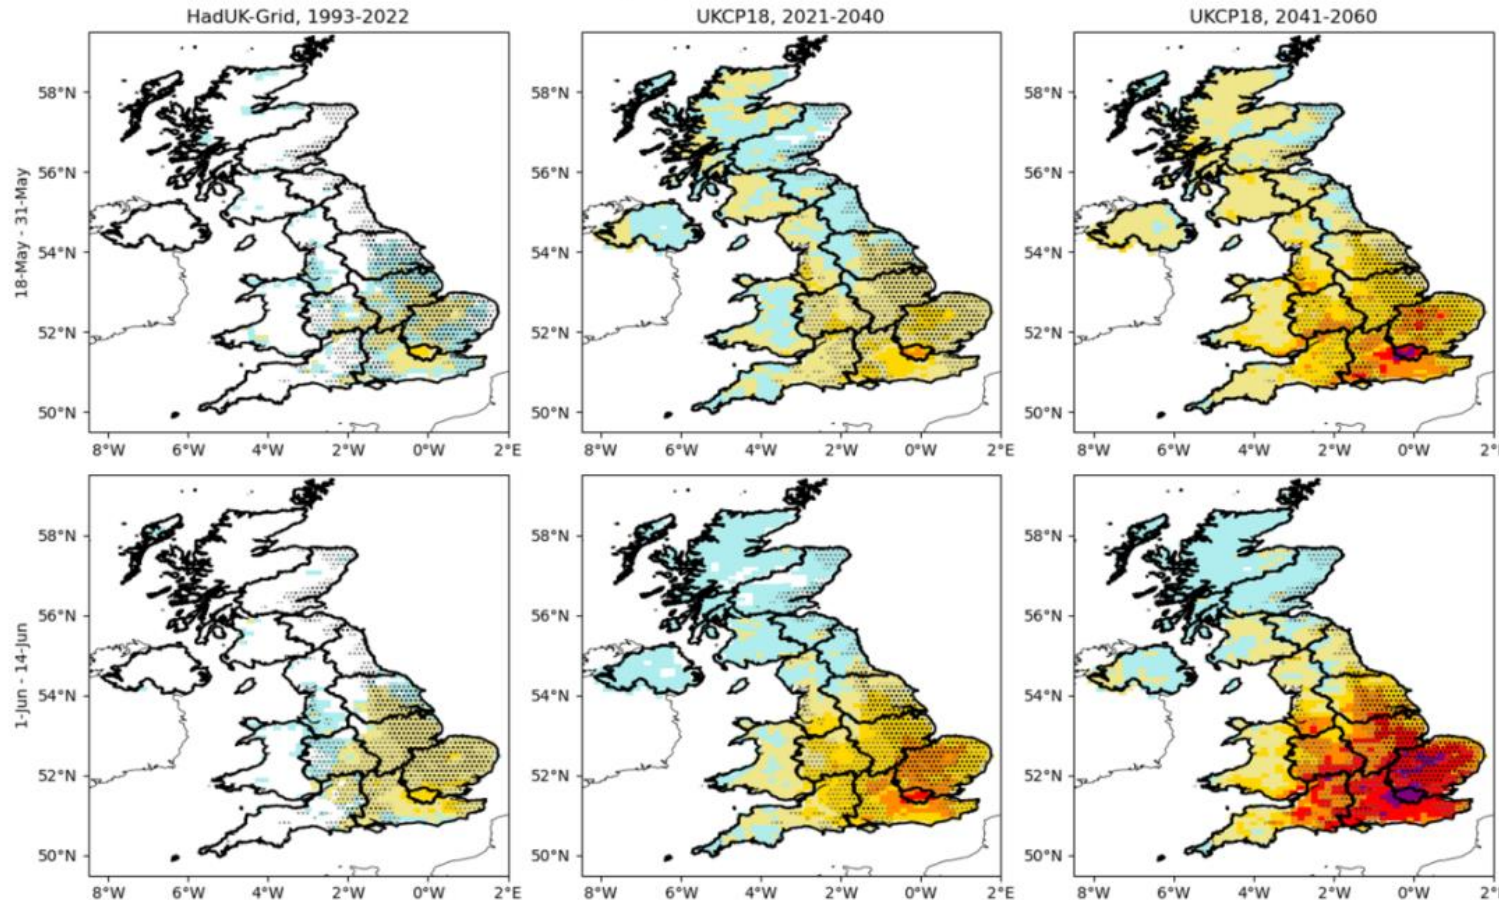 HadUK-Grid, 1993-2022 UKCP18, 2021-2040 UKCP18, 2041-2060
18-May - 31-May
58°N 58°N 58°N
56°N 56°N 56°N
54°N 54°N 54°N
52°N 52°N 52°N
50°N 50°N 50°N
8°W 6°W 4°W 2°W 0°W 2°E 8°W 6°W 4°W 2°W 0°W 2°E 8°W 6°W 4°W 2°W 0°W 2°
1-Jun - 14-Jun
58°N 58°N 58°N
56°N 56°N 56°N
54°N 54°N 54°N
52°N 52°N 52°N
50°N 50°N 50°N
8°W 6°W 4°W 2°W 0°W 2°E 8°W 6°W 4°W 2°W 0°W 2°E 8°W 6°W 4°W 2°W 0°W 2°